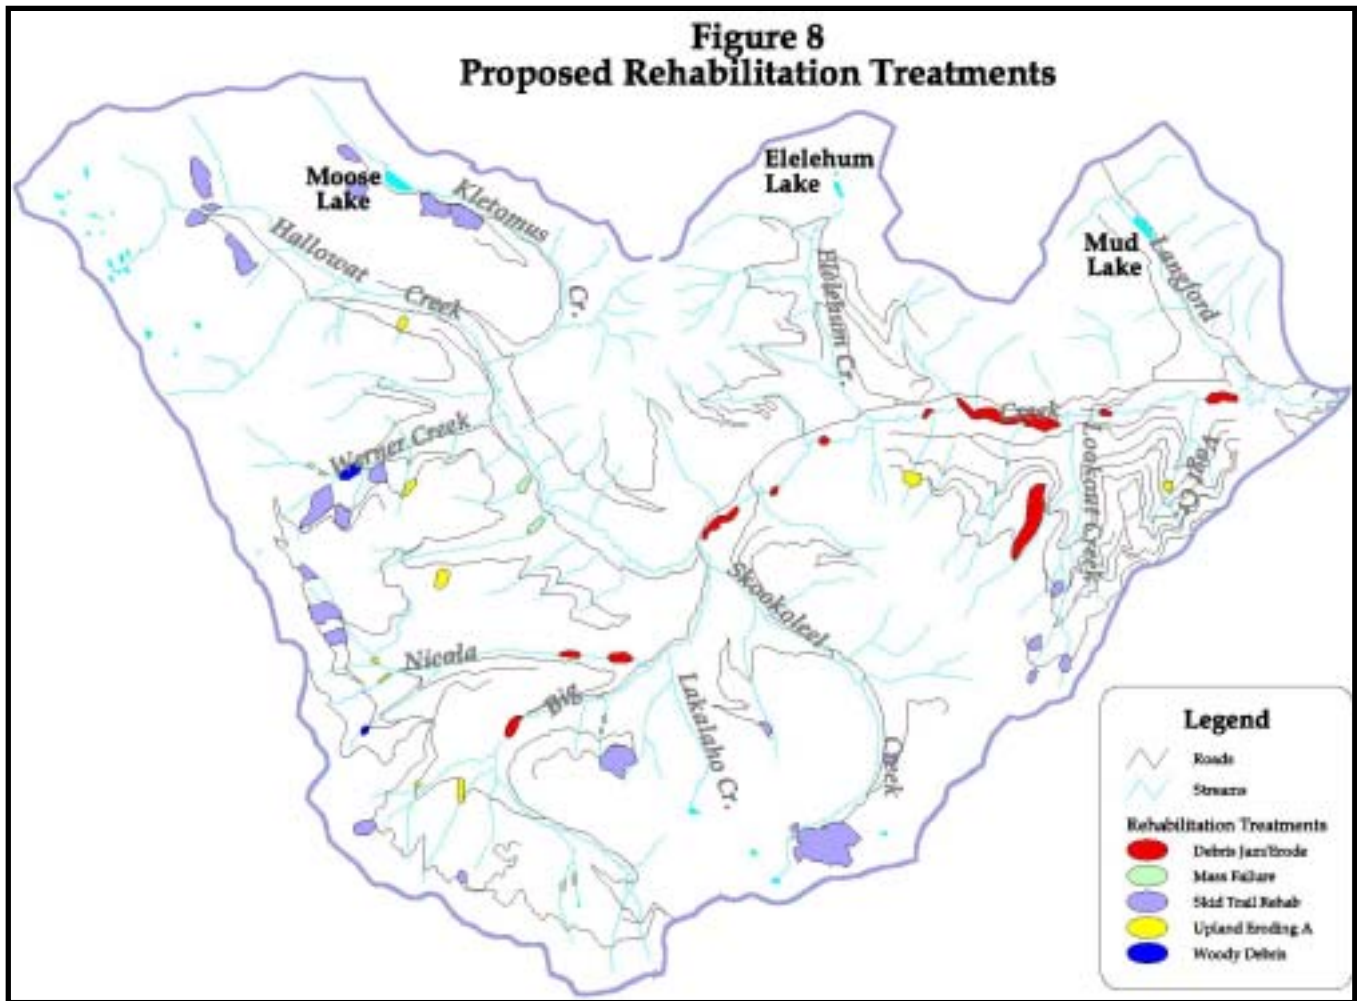 Figure 8
Proposed Rehabilitation Treatments
Moose
Lake
Kletomus
Cr.
Elelehum
Lake
Mud
Lake
Langford
Hallowat
Creek
Elelehum Cr.
Creek
Werner Creek
Lookout Creek
Cr.
Skookoleel
Creek
Nicola
Big
Lakalaho Cr.
Legend
Roads
Streams
Rehabilitation Treatments
Debris Jam/Erode
Mass Failure
Skid Trail Rehab
Upland Eroding A
Woody Debris